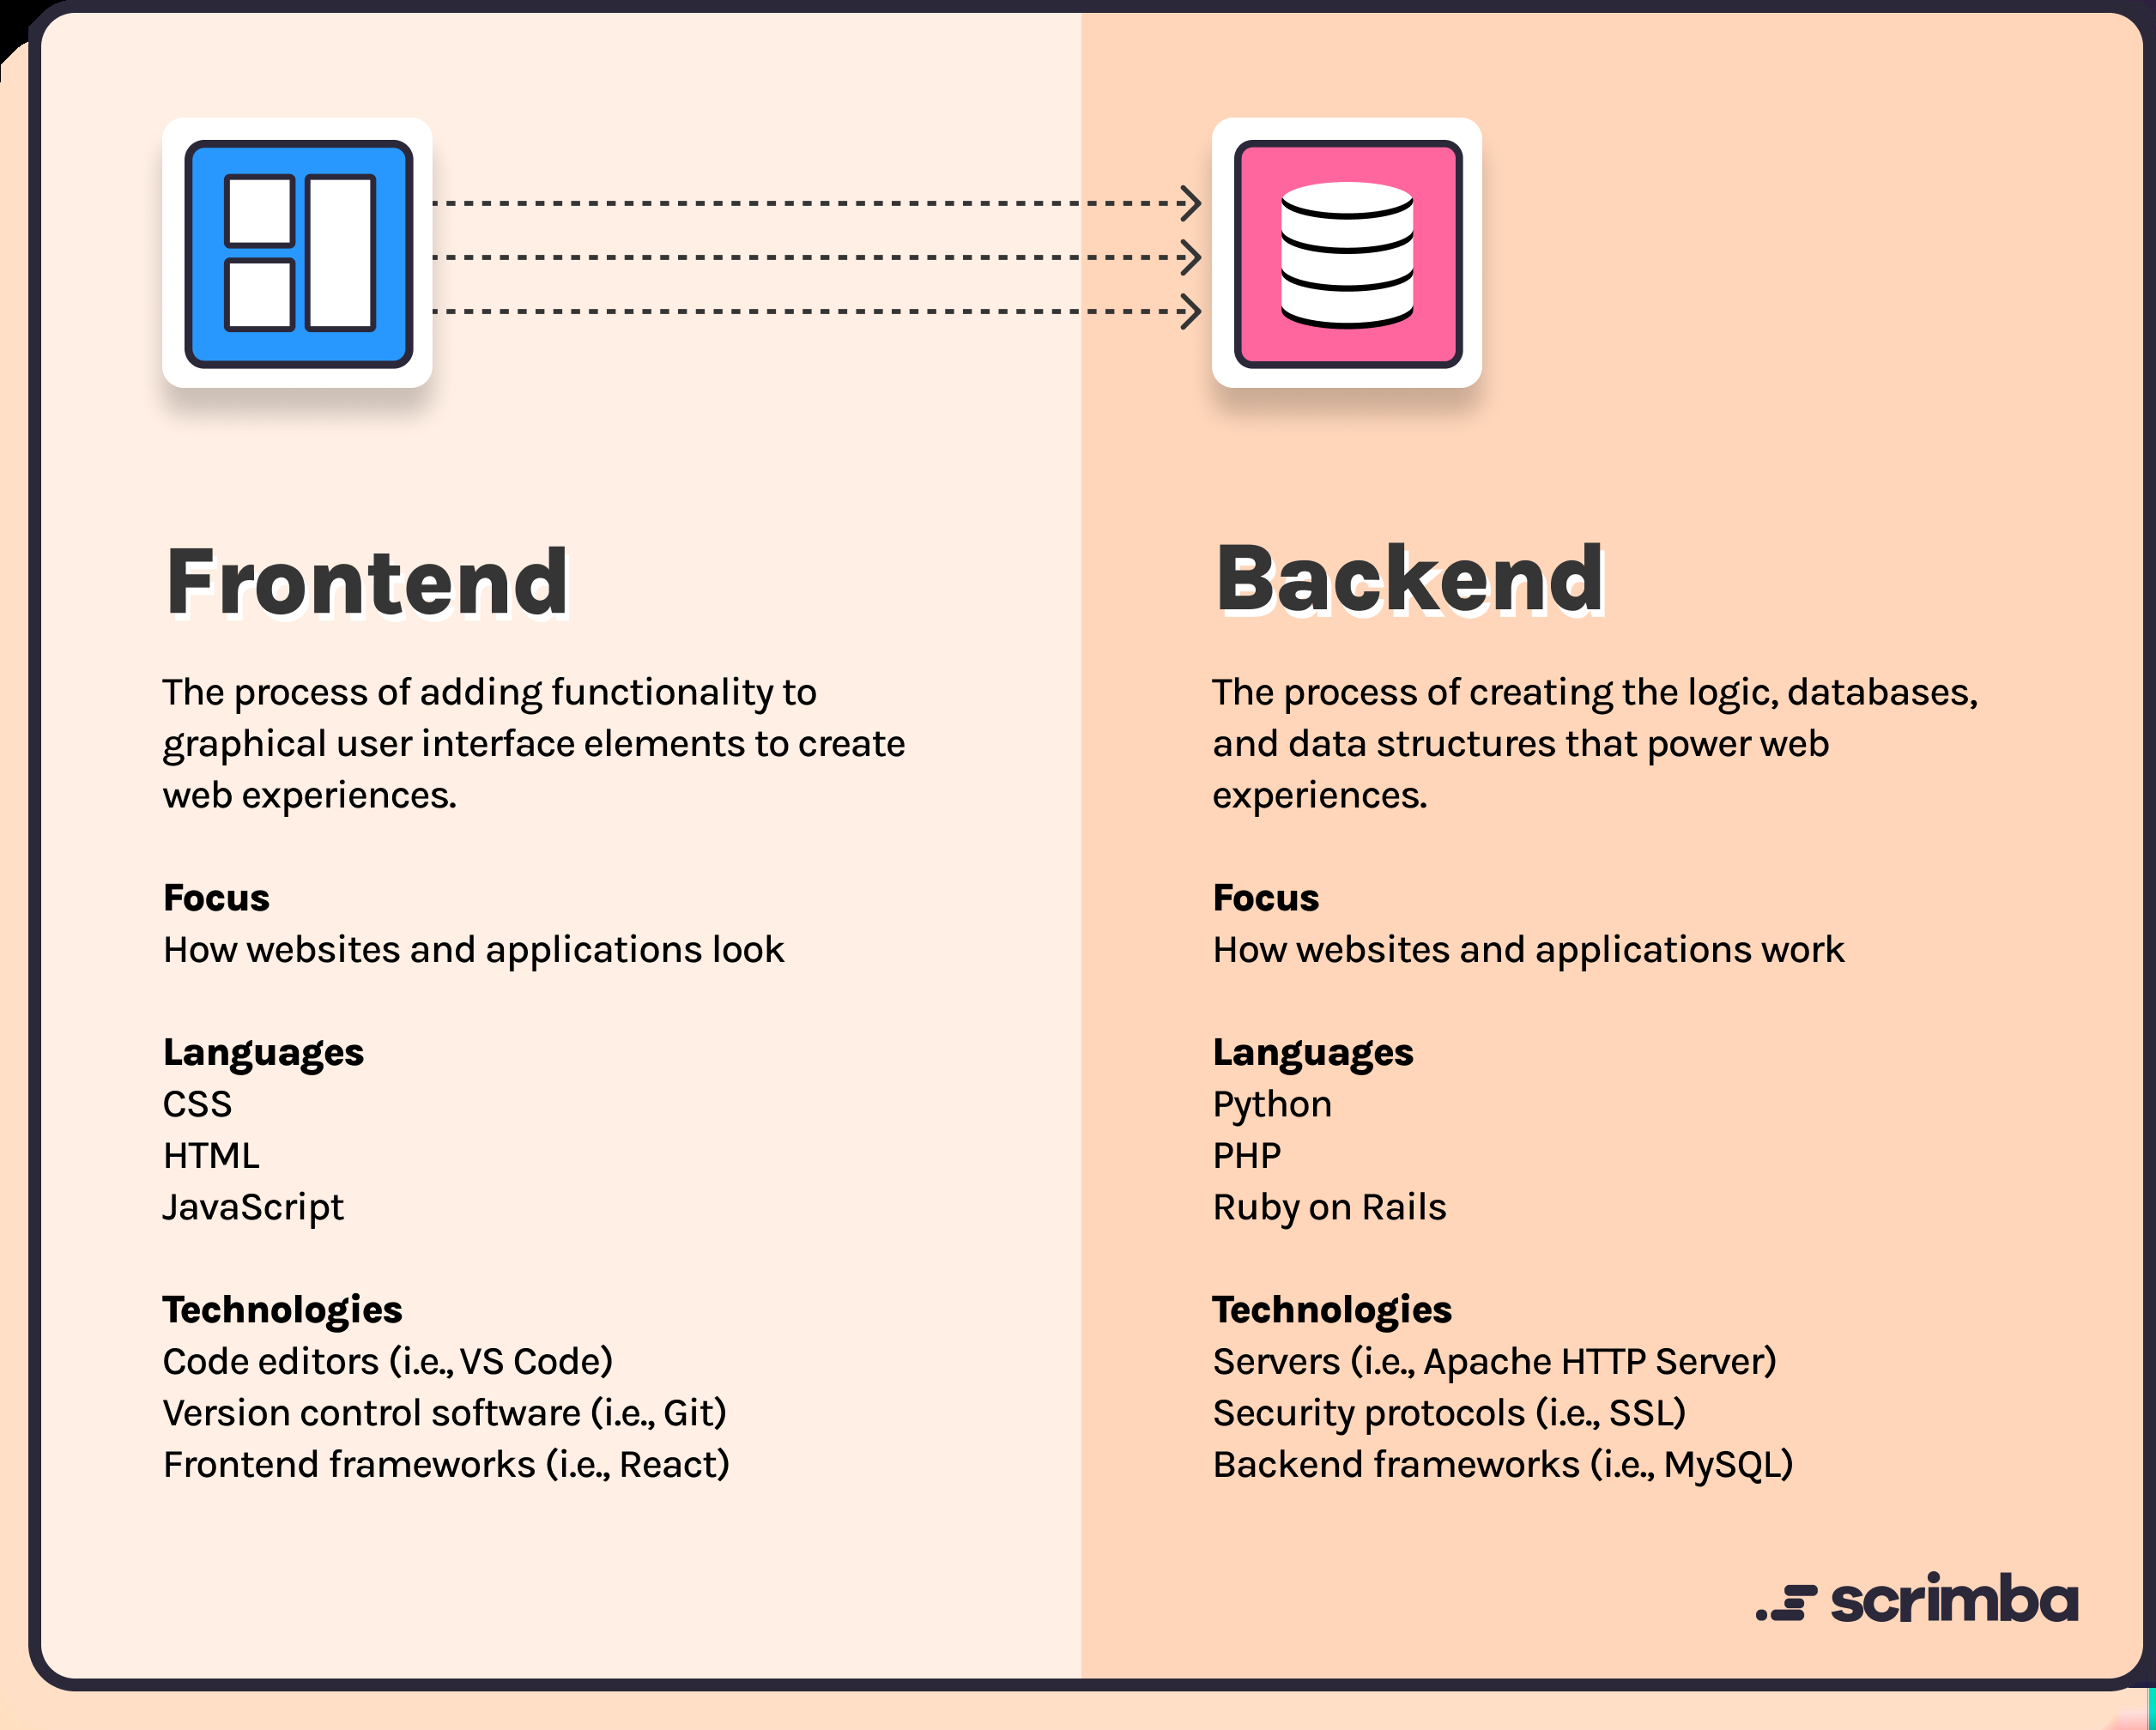 Frontend
The process of adding functionality to
graphical user interface elements to create
web experiences.
Focus
How websites and applications look
Languages
CSS
HTML
JavaScript
Technologies
Code editors (i.e., VS Code)
Version control software (i.e., Git)
Frontend frameworks (i.e., React)
Backend
The process of creating the logic, databases,
and data structures that power web
experiences.
Focus
How websites and applications work
Languages
Python
PHP
Ruby on Rails
Technologies
Servers (i.e., Apache HTTP Server)
Security protocols (i.e., SSL)
Backend frameworks (i.e., MySQL)
scrimba